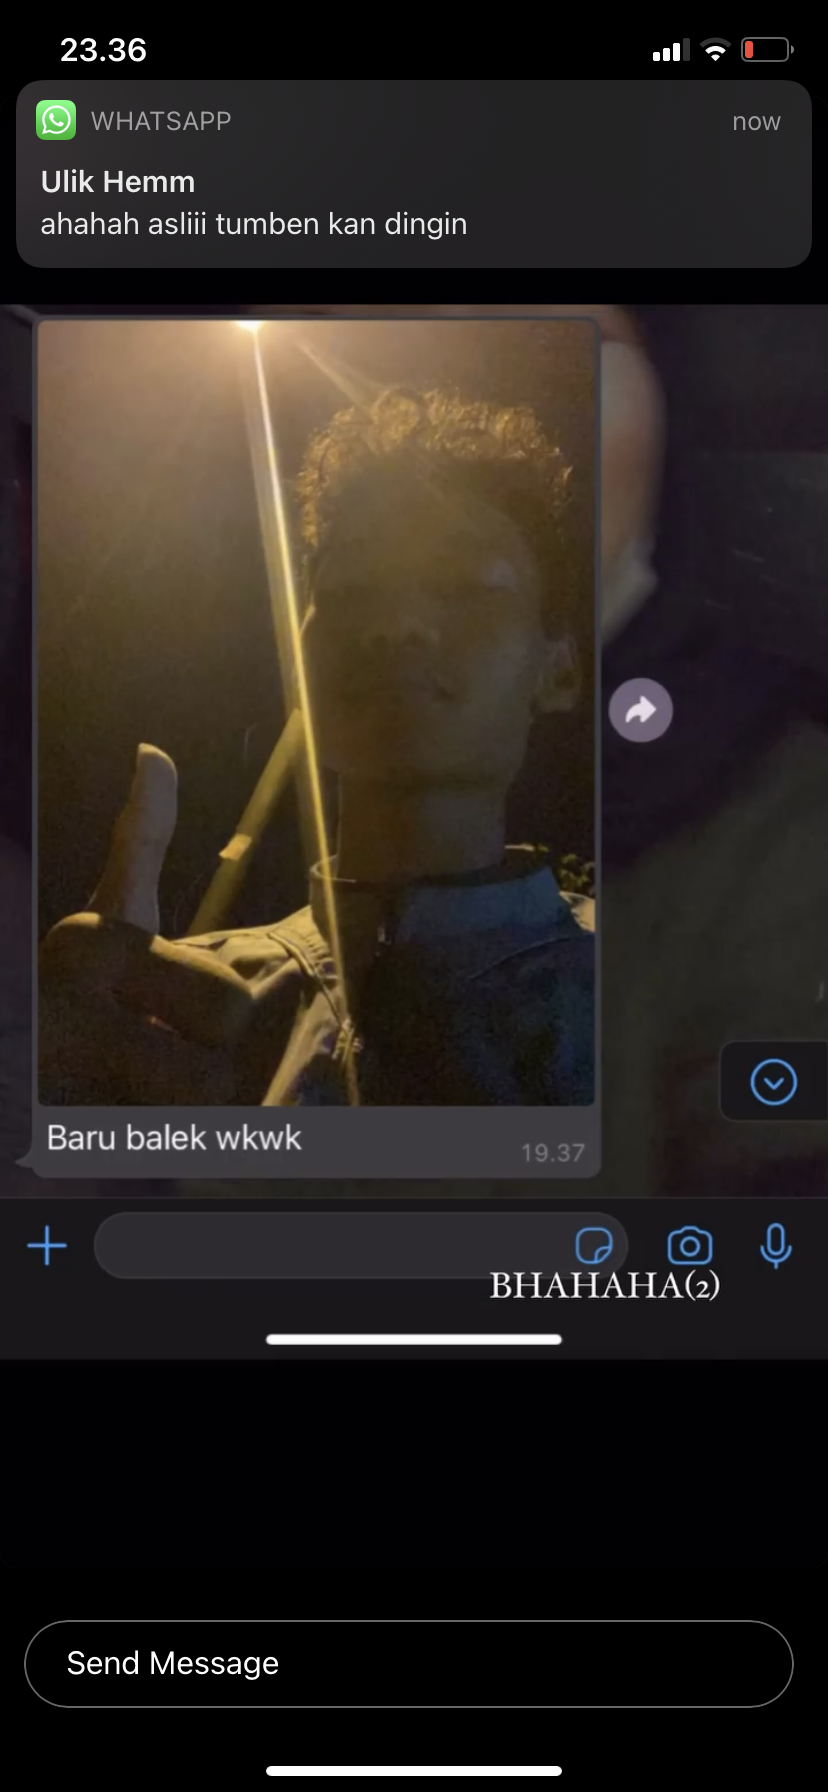 23.36
WHATSAPP
now
Ulik Hemm
ahahah asliii tumben kan dingin
Baru balek wkwk
19.37
BHAHAHA(2)
Send Message